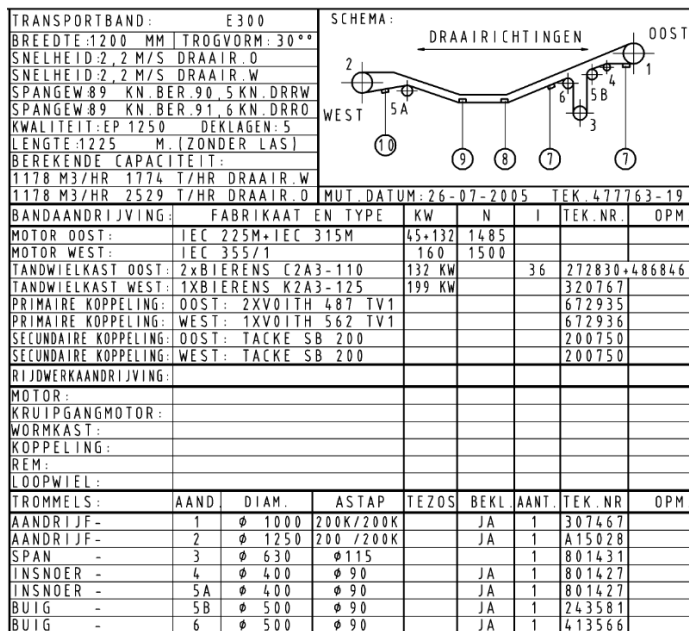 TRANSPORTBAND: E300
BREEDTE:1200 MM TROGVORM:30°°
SNELHEID:2,2 M/S DRAAIR.O
SNELHEID:2,2 M/S DRAAIR.W
SPANGEW:89 KN.BER.90,5 KN.DRRW
SPANGEW:89 KN.BER.91,6 KN.DRRO
KWALITEIT:EP 1250 DEKLAGEN:5
LENGTE:1225 M.(ZONDER LAS)
BEREKENDE CAPACITEIT:
1178 M3/HR 1774 T/HR DRAAIR.W
1178 M3/HR 2529 T/HR DRAAIR.O
SCHEMA:
DRAAIRICHTINGEN
OOST
1
2
4
6
5B
5A
3
WEST
10
9
8
7
7
MUT.DATUM:26-07-2005 TEK.477763-19
BANDAANDRIJVING: FABRIKAAT EN TYPE KW N I TEK.NR. OPM
MOTOR OOST: IEC 225M+IEC 315M 45+132 1485
MOTOR WEST: IEC 355/1 160 1500
TANDWIELKAST OOST: 2xBIERENS C2A3-110 132 KW 36 272830+486846
TANDWIELKAST WEST: 1XBIERENS K2A3-125 199 KW 320767
PRIMAIRE KOPPELING: OOST: 2XVOITH 487 TV1 672935
PRIMAIRE KOPPELING: WEST: 1XVOITH 562 TV1 672936
SECUNDAIRE KOPPELING: OOST: TACKE SB 200 200750
SECUNDAIRE KOPPELING: WEST: TACKE SB 200 200750
RIJDWERKAANDRIJVING:
MOTOR:
KRUIPGANGMOTOR:
WORMKAST:
KOPPELING:
REM:
LOOPWIEL:
TROMMELS: AAND. DIAM. ASTAP TEZOS BEKL. AANT. TEK.NR OPM
AANDRIJF- 1 ø 1000 200K/200K JA 1 307467
AANDRIJF- 2 ø 1250 200 /200K JA 1 A15028
SPAN - 3 ø 630 ø115 1 801431
INSNOER - 4 ø 400 ø 90 JA 1 801427
INSNOER - 5A ø 400 ø 90 JA 1 801427
BUIG - 5B ø 500 ø 90 JA 1 243581
BUIG - 6 ø 500 ø 90 JA 1 413566